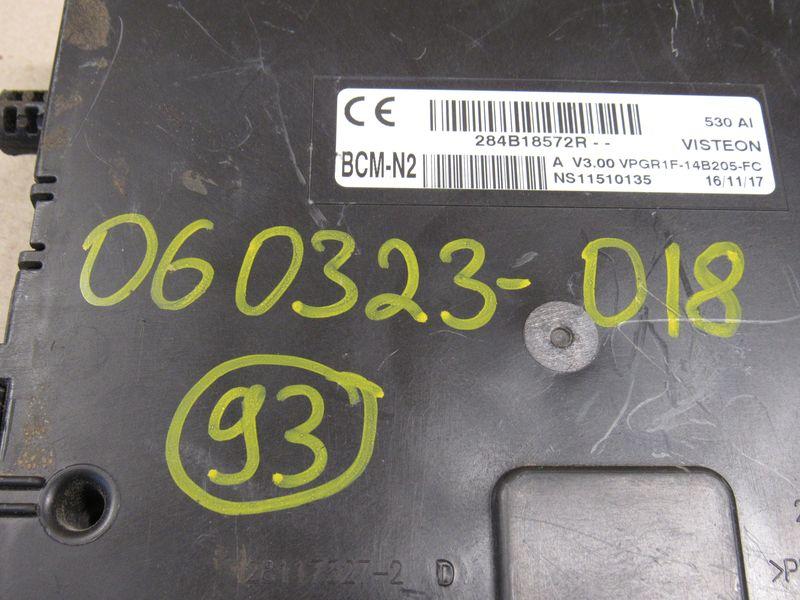 CE 530 AI
284B18572R - - VISTEON
BCM-N2 A V3.00 VPGR1F-14B205-FC
NS11510135 16/11/17
060323-018
93
D